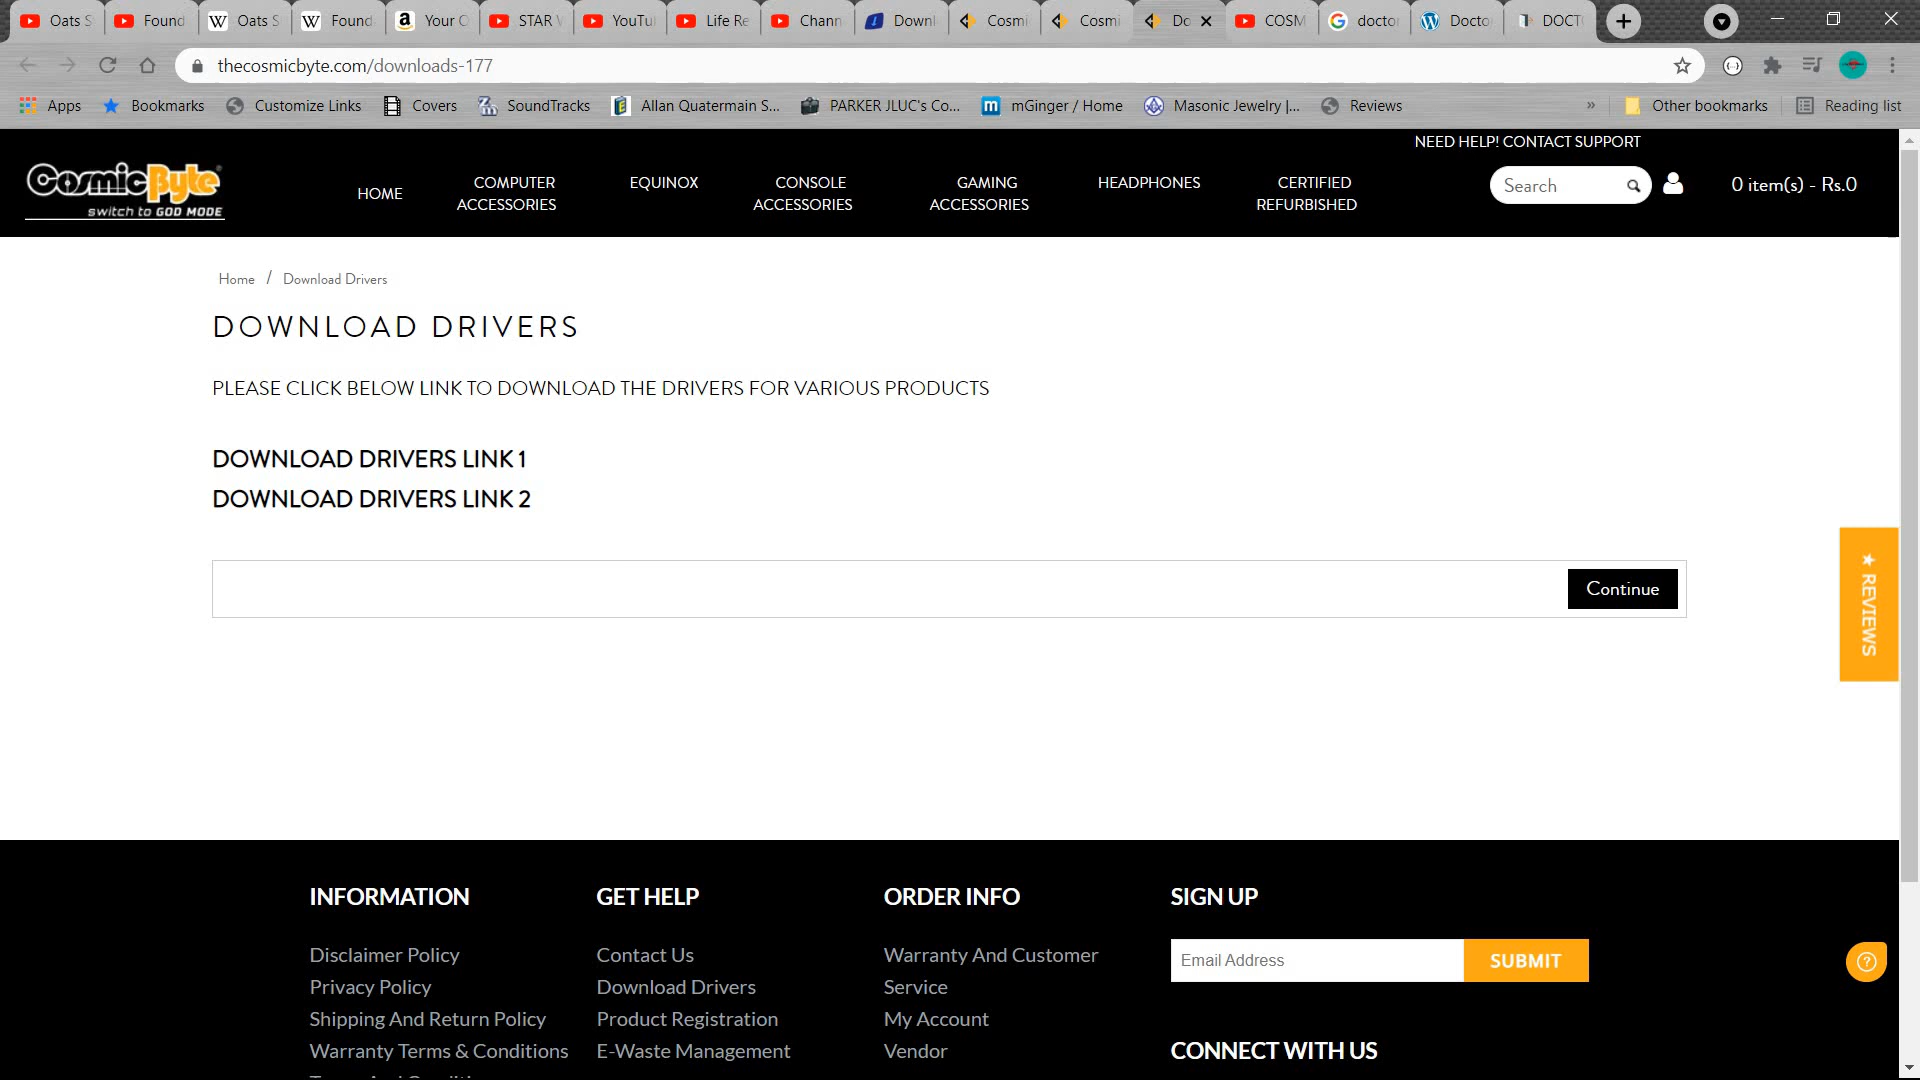 Oats S Found Oats S Found Your O STAR YouTu Life Re Chann Downl Cosmi Cosmi Do COSM docto Docto DOCT
thecosmicbyte.com/downloads-177
Apps Bookmarks Customize Links Covers SoundTracks Allan Quatermain S... PARKER JLUC's Co... mGinger / Home Masonic Jewelry |... Reviews » Other bookmarks Reading list
NEED HELP! CONTACT SUPPORT
CosmicByte
switch to GOD MODE
HOME
COMPUTER
ACCESSORIES
EQUINOX
CONSOLE
ACCESSORIES
GAMING
ACCESSORIES
HEADPHONES
CERTIFIED
REFURBISHED
Search
0 item(s) - Rs.0
Home / Download Drivers
DOWNLOAD DRIVERS
PLEASE CLICK BELOW LINK TO DOWNLOAD THE DRIVERS FOR VARIOUS PRODUCTS
DOWNLOAD DRIVERS LINK 1
DOWNLOAD DRIVERS LINK 2
Continue
★ REVIEWS
INFORMATION
Disclaimer Policy
Privacy Policy
Shipping And Return Policy
Warranty Terms & Conditions
GET HELP
Contact Us
Download Drivers
Product Registration
E-Waste Management
ORDER INFO
Warranty And Customer
Service
My Account
Vendor
SIGN UP
Email Address
SUBMIT
CONNECT WITH US